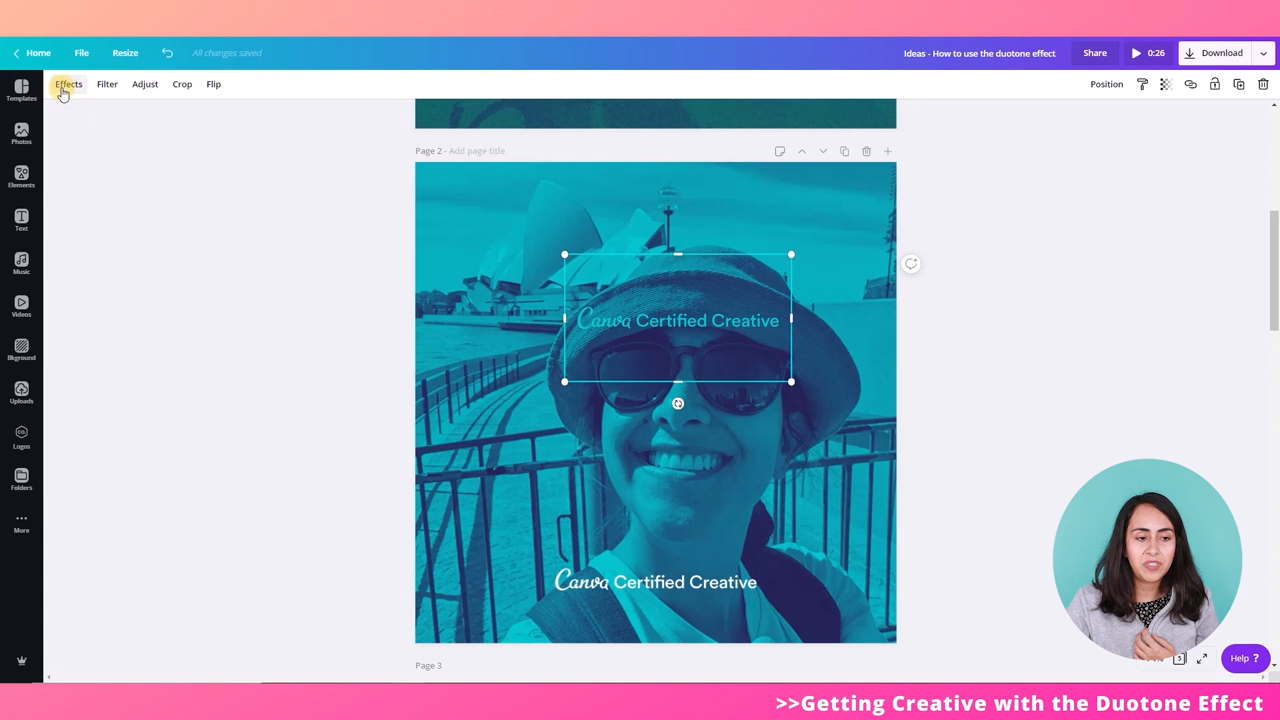 Home File Resize All changes saved Ideas - How to use the duotone effect Share 0:26 Download
Effects Filter Adjust Crop Flip Position
Templates
Photos
Elements
Text
Music
Videos
Bkground
Uploads
Logos
Folders
More
Page 2 - Add page title
Canva Certified Creative
Canva Certified Creative
Page 3
5
Help ?
>>Getting Creative with the Duotone Effect